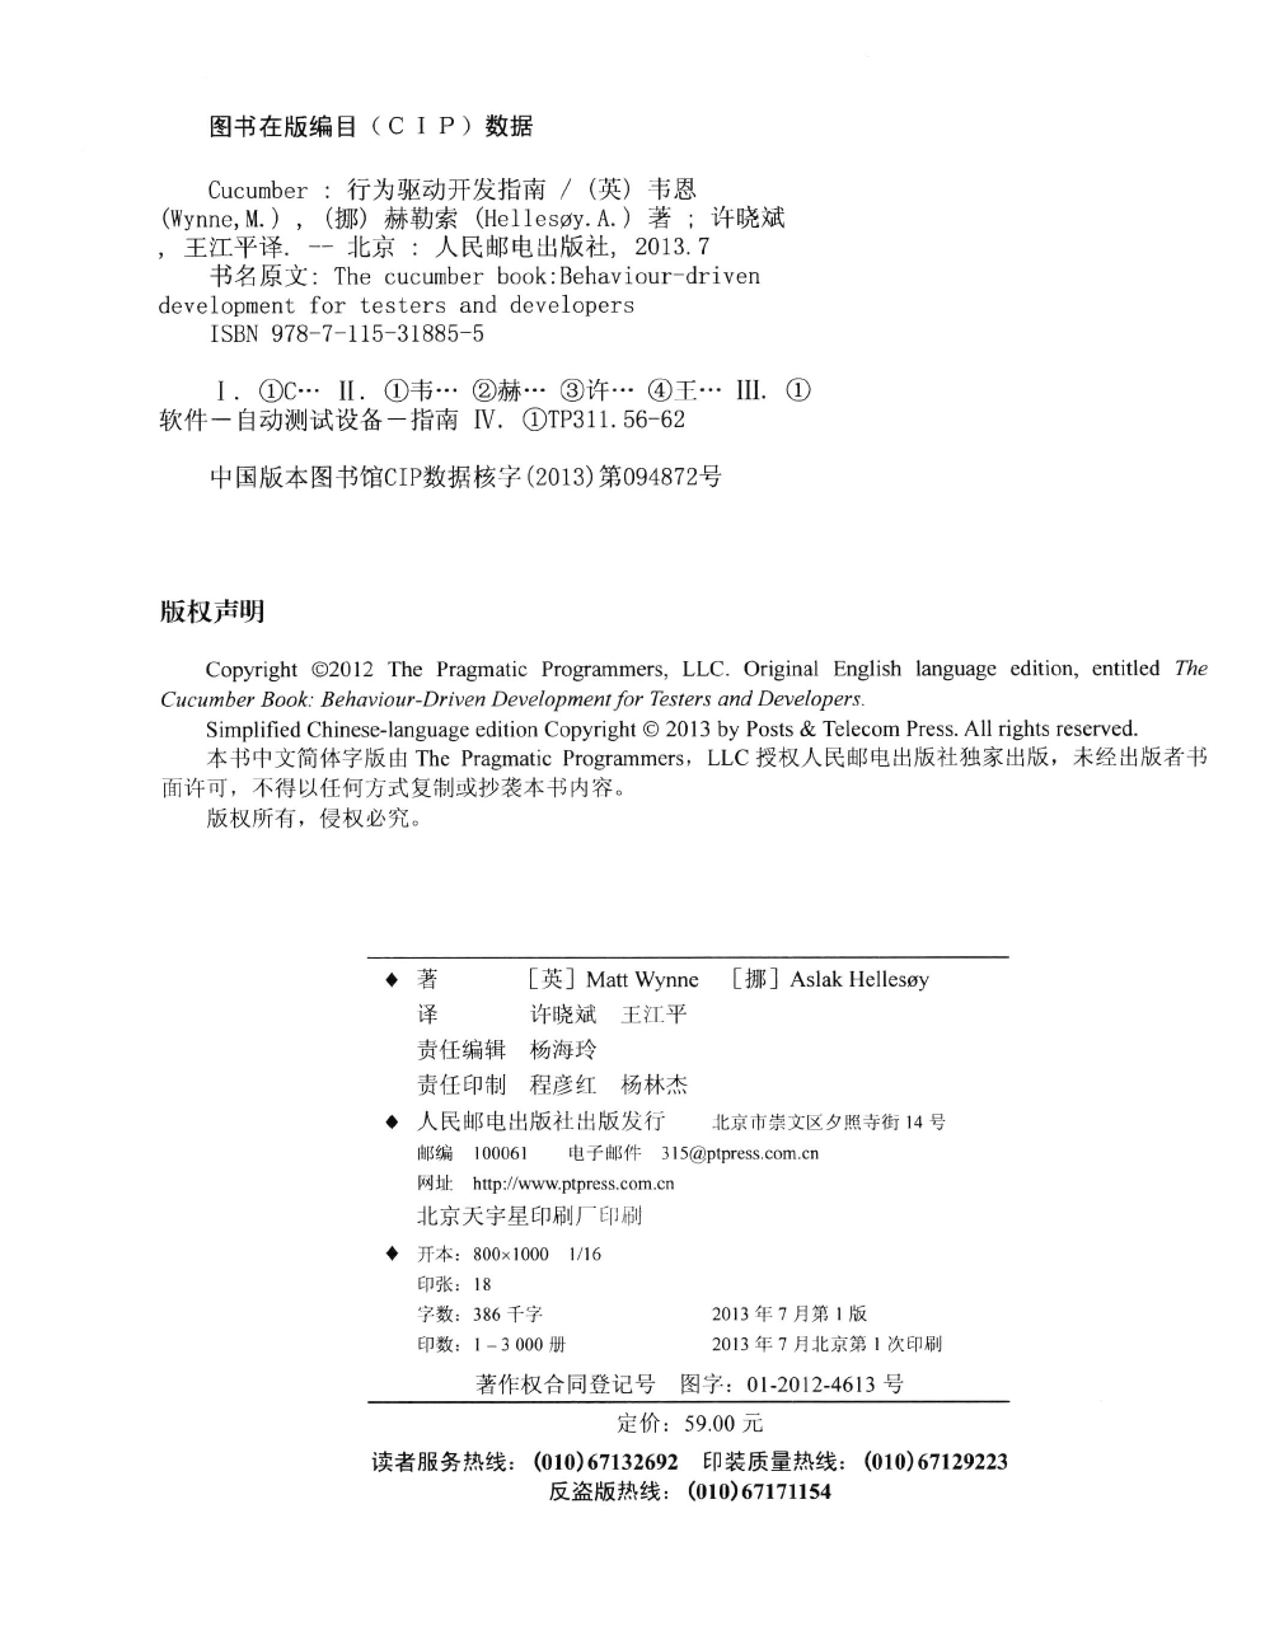 图书在版编目（CIP）数据
Cucumber : 行为驱动开发指南 / （英）韦恩
(Wynne,M.) , （挪）赫勒索 (Hellesøy.A.) 著 ; 许晓斌
, 王江平译. -- 北京 : 人民邮电出版社, 2013.7
书名原文: The cucumber book:Behaviour-driven
development for testers and developers
ISBN 978-7-115-31885-5
Ⅰ. ①C… Ⅱ. ①韦… ②赫… ③许… ④王… Ⅲ. ①
软件－自动测试设备－指南 Ⅳ. ①TP311.56-62
中国版本图书馆CIP数据核字(2013)第094872号
版权声明
Copyright ©2012 The Pragmatic Programmers, LLC. Original English language edition, entitled The
Cucumber Book: Behaviour-Driven Development for Testers and Developers.
Simplified Chinese-language edition Copyright © 2013 by Posts & Telecom Press. All rights reserved.
本书中文简体字版由 The Pragmatic Programmers，LLC 授权人民邮电出版社独家出版，未经出版者书
面许可，不得以任何方式复制或抄袭本书内容。
版权所有，侵权必究。
◆ 著 ［英］Matt Wynne ［挪］Aslak Hellesøy
译 许晓斌 王江平
责任编辑 杨海玲
责任印制 程彦红 杨林杰
◆ 人民邮电出版社出版发行 北京市崇文区夕照寺街 14 号
邮编 100061 电子邮件 315@ptpress.com.cn
网址 http://www.ptpress.com.cn
北京天宇星印刷厂印刷
◆ 开本：800×1000 1/16
印张：18
字数：386 千字 2013 年 7 月第 1 版
印数：1 – 3 000 册 2013 年 7 月北京第 1 次印刷
著作权合同登记号 图字：01-2012-4613 号
定价：59.00 元
读者服务热线：(010)67132692 印装质量热线：(010)67129223
反盗版热线：(010)67171154